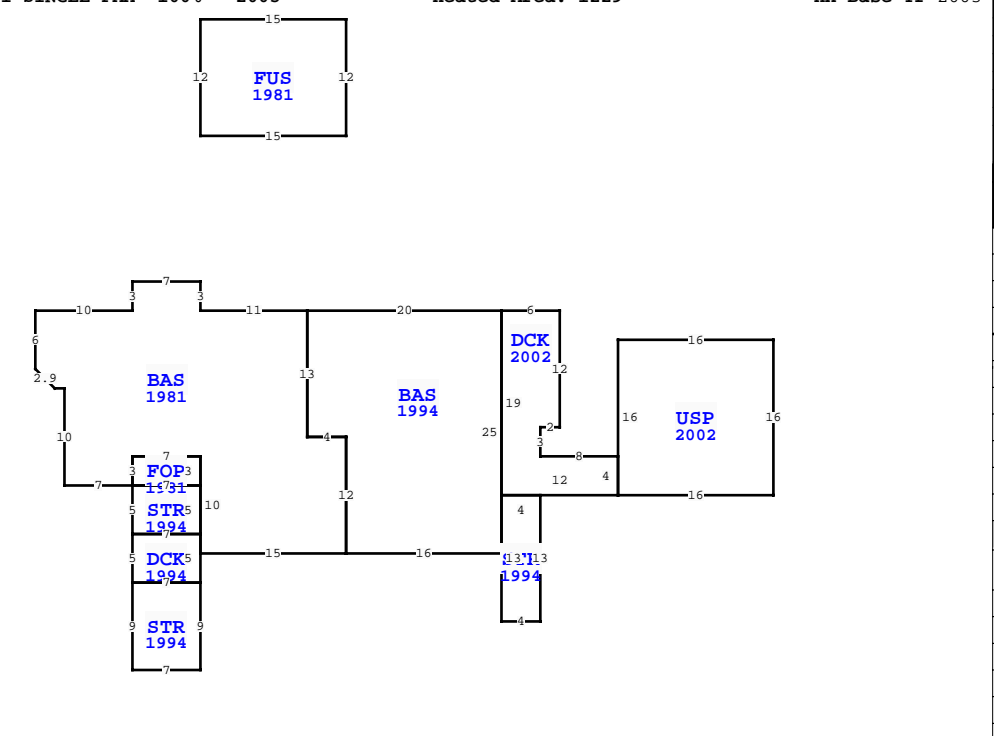 15
12 FUS 12
1981
15
7
3 3
10 11 20 6
6 DCK
2002
16
12
2.9 BAS 13
1981
BAS
1994
19
16 USP 16
2002
25
2
10 4 3
7 8
3 FOP 3
7 7 12 4
12 16
5 STR 5 10 4
1994
7
15 16
5 DCK 5 13 13
1994 1994
7
9 STR 9 4
1994
7